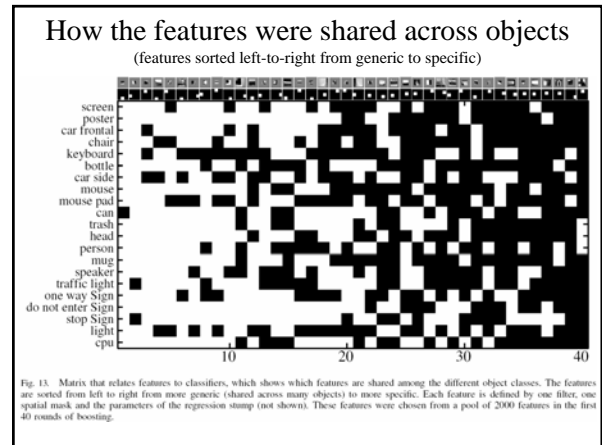 How the features were shared across objects
(features sorted left-to-right from generic to specific)
screen
poster
car frontal
chair
keyboard
bottle
car side
mouse
mouse pad
can
trash
head
person
mug
speaker
traffic light
one way Sign
do not enter Sign
stop Sign
light
cpu
10 20 30 40
Fig. 13. Matrix that relates features to classifiers, which shows which features are shared among the different object classes. The features
are sorted from left to right from more generic (shared across many objects) to more specific. Each feature is defined by one filter, one
spatial mask and the parameters of the regression stump (not shown). These features were chosen from a pool of 2000 features in the first
40 rounds of boosting.